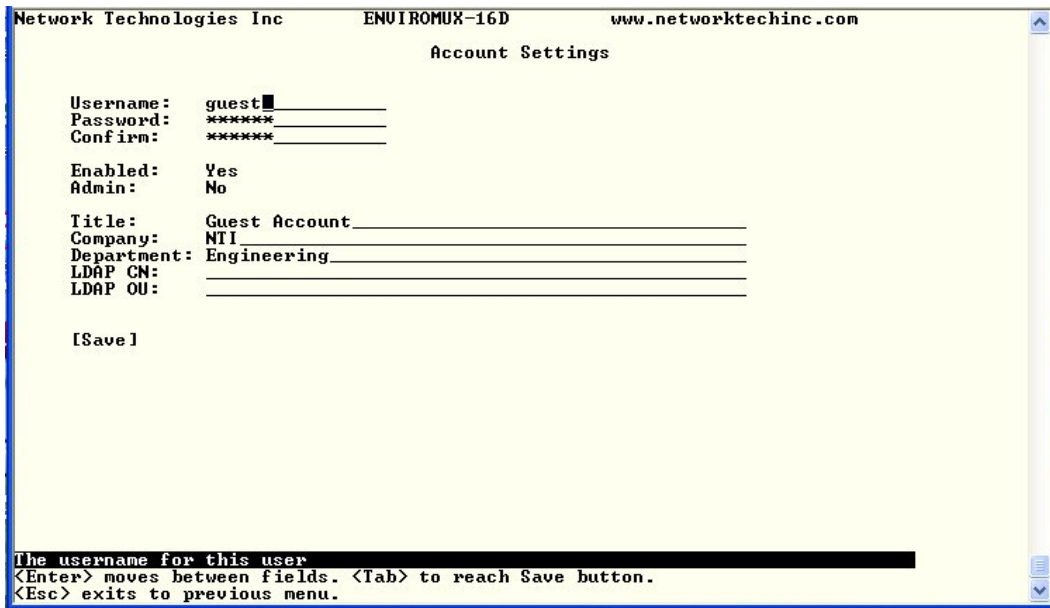 Network Technologies Inc ENVIROMUX-16D www.networktechinc.com
Account Settings
Username: guest
Password: ******
Confirm: ******
Enabled: Yes
Admin: No
Title: Guest Account
Company: NTI
Department: Engineering
LDAP CN:
LDAP OU:
[Save]
The username for this user
<Enter> moves between fields. <Tab> to reach Save button.
<Esc> exits to previous menu.